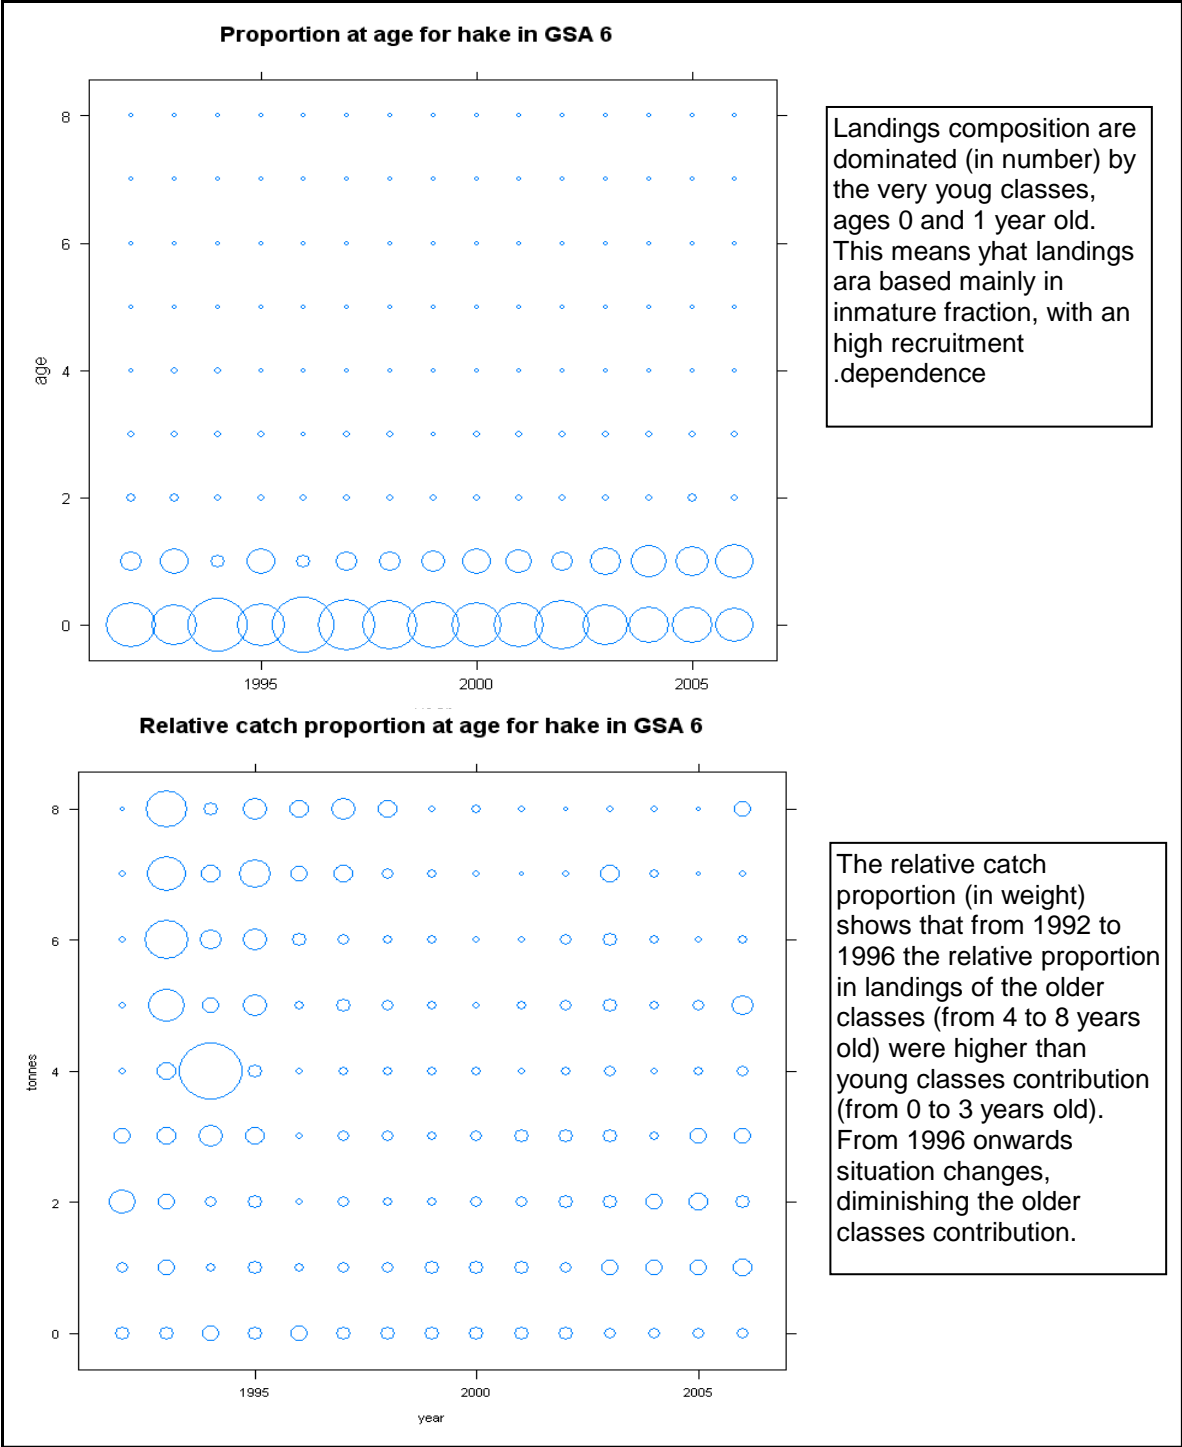 Proportion at age for hake in GSA 6
8
6
age
4
2
0
1995
2000
2005
Landings composition are
dominated (in number) by
the very youg classes,
ages 0 and 1 year old.
This means yhat landings
ara based mainly in
inmature fraction, with an
high recruitment
.dependence
Relative catch proportion at age for hake in GSA 6
8
6
tonnes
4
2
0
1995
2000
2005
year
The relative catch
proportion (in weight)
shows that from 1992 to
1996 the relative proportion
in landings of the older
classes (from 4 to 8 years
old) were higher than
young classes contribution
(from 0 to 3 years old).
From 1996 onwards
situation changes,
diminishing the older
classes contribution.